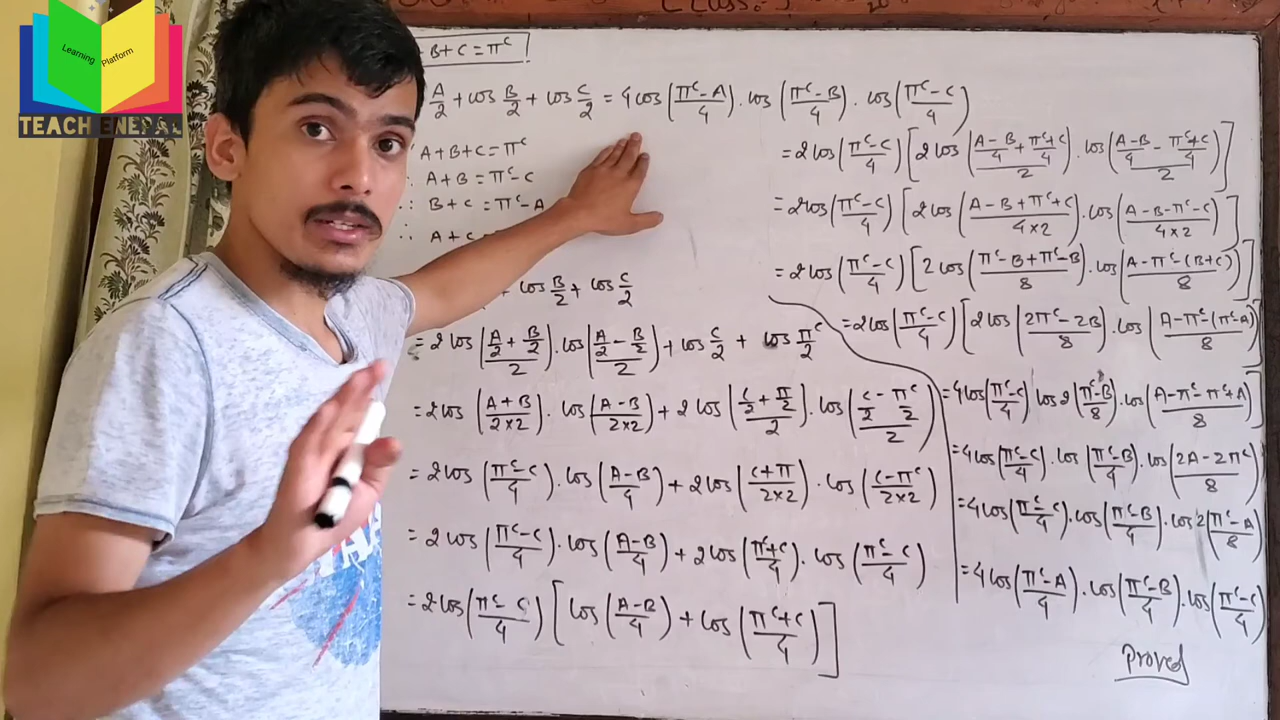 Learning Platform
TEACH ENEPAL
(Class:-
B+C=π^c
A/2 + cos B/2 + cos C/2 = 4cos(π^c-A/4).cos(π^c-B/4).cos(π^c-C/4)
A+B+C=π^c
∴ A+B=π^c-C
∴ B+C=π^c-A
∴ A+C
+ cos B/2 + cos C/2
= 2cos(A/2+B/2/2).cos(A/2-B/2/2)+cos C/2 + cos π^c/2
= 2cos(A+B/2×2).cos(A-B/2×2)+2cos(C/2+π/2/2).cos(C/2-π^c/2/2)
= 2cos(π^c-C/4).cos(A-B/4)+2cos(C+π/2×2).cos(C-π^c/2×2)
= 2cos(π^c-C/4).cos(A-B/4)+2cos(π^c+C/4).cos(π^c-C/4)
= 2cos(π^c-C/4)[cos(A-B/4)+cos(π^c+C/4)]
= 2cos(π^c-C/4)[2cos(A-B/4+π^c+C/4/2).cos(A-B/4-π^c+C/4/2)]
= 2cos(π^c-C/4)[2cos(A-B+π^c+C/4×2).cos(A-B-π^c-C/4×2)]
= 2cos(π^c-C/4)[2cos(π^c-B+π^c-B/8).cos(A-π^c-(B+C)/8)]
= 2cos(π^c-C/4)[2cos(2π^c-2B/8).cos(A-π^c-(π^c-A)/8)]
= 4cos(π^c-C/4)cos2(π^c-B/8).cos(A-π^c-π^c+A/8)]
= 4cos(π^c-C/4).cos(π^c-B/4).cos(2A-2π^c/8)
= 4cos(π^c-C/4).cos(π^c-B/4).cos2(π^c-A/8)
= 4cos(π^c-A/4).cos(π^c-B/4).cos(π^c-C/4)
Proved